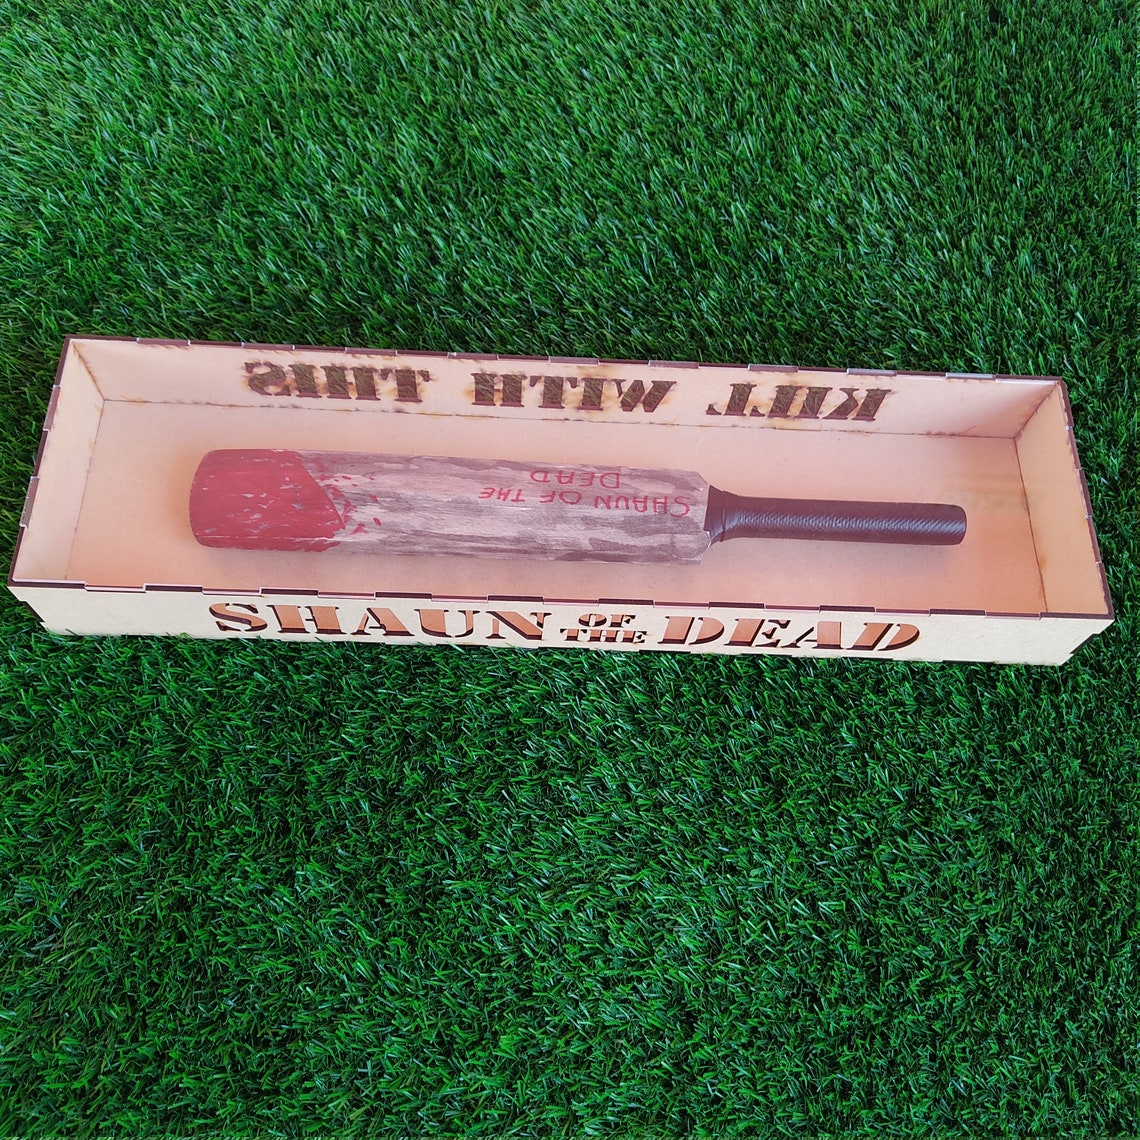 KILL WITH THIS
SHAUN OF THE
DEAD
SHAUN OF THE DEAD